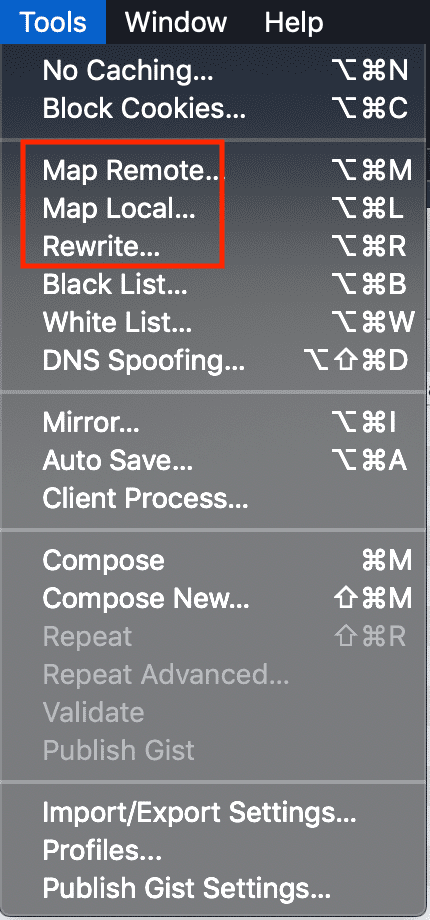 Tools Window Help
No Caching... ⌥⌘N
Block Cookies... ⌥⌘C
Map Remote... ⌥⌘M
Map Local... ⌥⌘L
Rewrite... ⌥⌘R
Black List... ⌥⌘B
White List... ⌥⌘W
DNS Spoofing... ⌥⇧⌘D
Mirror... ⌥⌘I
Auto Save... ⌥⌘A
Client Process...
Compose ⌘M
Compose New... ⇧⌘M
Repeat ⇧⌘R
Repeat Advanced...
Validate
Publish Gist
Import/Export Settings...
Profiles...
Publish Gist Settings...